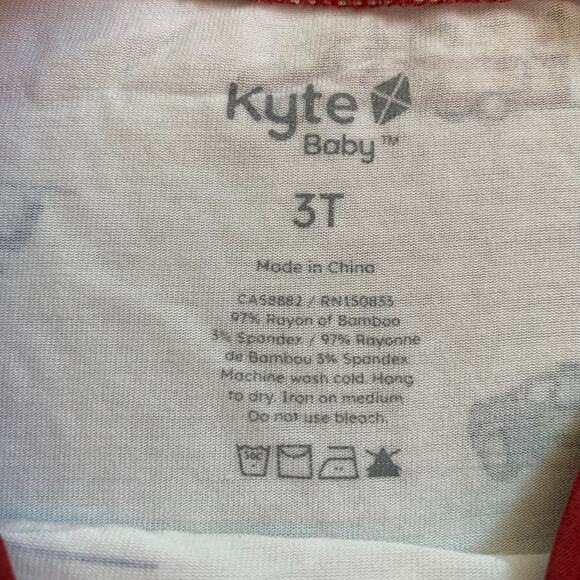 Kyte
Baby™
3T
Made in China
CA58882 / RN150833
97% Rayon of Bamboo
3% Spandex / 97% Rayonne
de Bambou 3% Spandex
Machine wash cold. Hang
to dry. Iron on medium
Do not use bleach.
30C